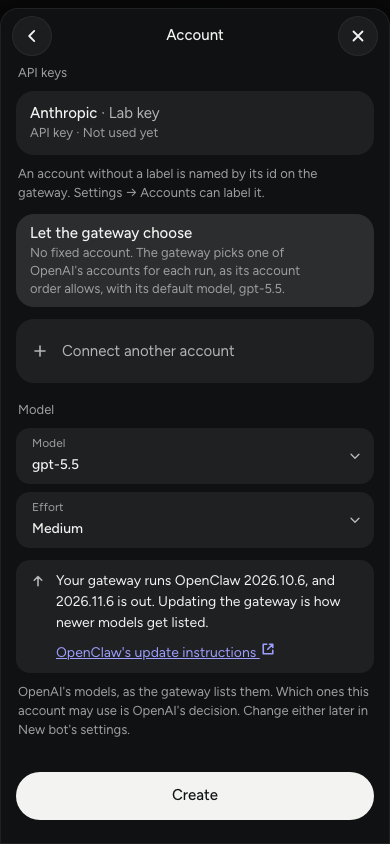 Account
API keys
Anthropic · Lab key
API key · Not used yet
An account without a label is named by its id on the
gateway. Settings → Accounts can label it.
Let the gateway choose
No fixed account. The gateway picks one of
OpenAI's accounts for each run, as its account
order allows, with its default model, gpt-5.5.
Connect another account
Model
Model
gpt-5.5
Effort
Medium
Your gateway runs OpenClaw 2026.10.6, and
2026.11.6 is out. Updating the gateway is how
newer models get listed.
OpenClaw's update instructions
OpenAI's models, as the gateway lists them. Which ones this
account may use is OpenAI's decision. Change either later in
New bot's settings.
Create